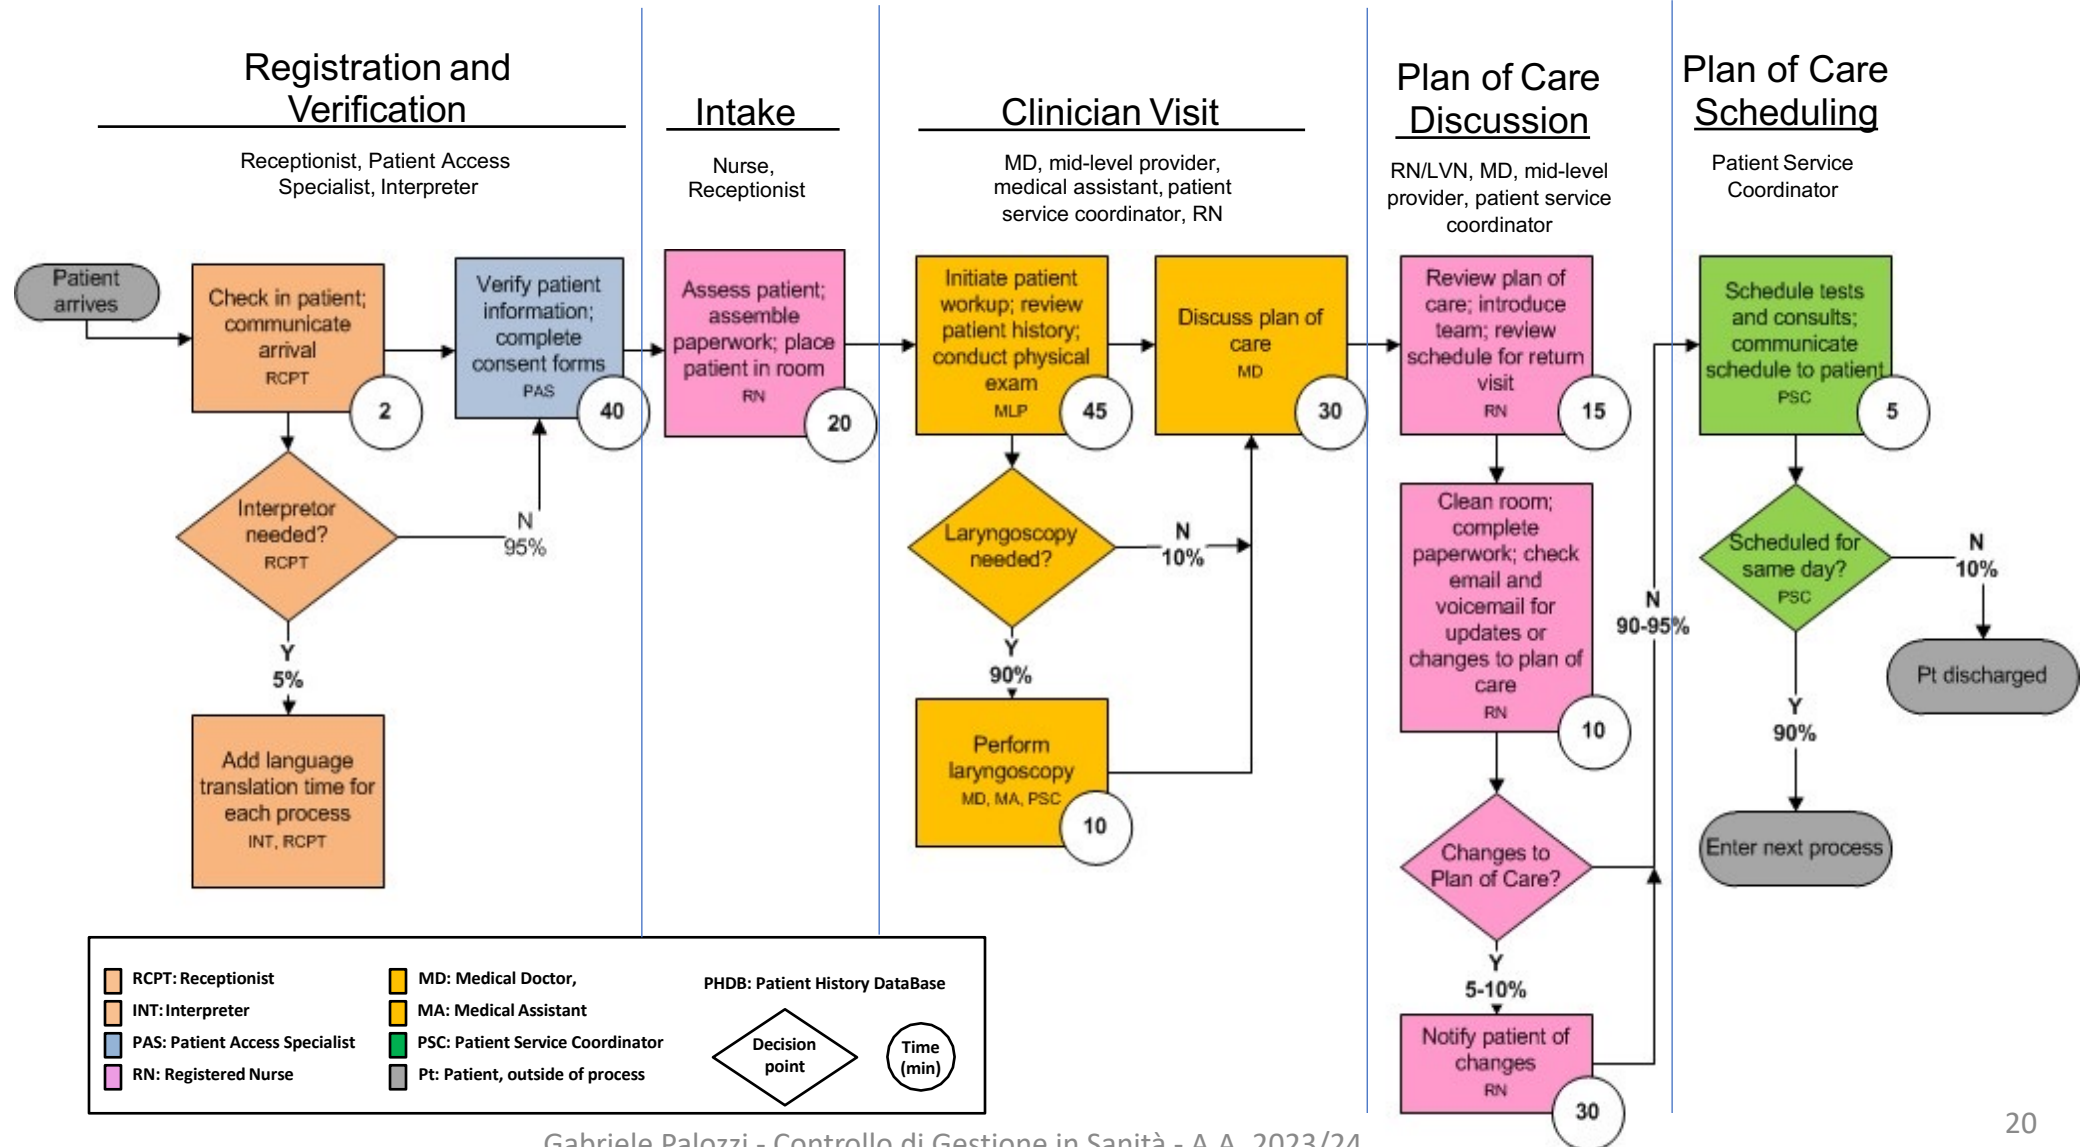 Registration and
Verification
Receptionist, Patient Access
Specialist, Interpreter
Intake
Nurse,
Receptionist
Clinician Visit
MD, mid-level provider,
medical assistant, patient
service coordinator, RN
Plan of Care
Discussion
RN/LVN, MD, mid-level
provider, patient service
coordinator
Plan of Care
Scheduling
Patient Service
Coordinator
Patient
arrives
Check in patient;
communicate
arrival
RCPT
2
Interpretor
needed?
RCPT
N
95%
Y
5%
Add language
translation time for
each process
INT, RCPT
Verify patient
information;
complete
consent forms
PAS
40
Assess patient;
assemble
paperwork; place
patient in room
RN
20
Initiate patient
workup; review
patient history;
conduct physical
exam
MLP
45
Laryngoscopy
needed?
N
10%
Y
90%
Perform
laryngoscopy
MD, MA, PSC
10
Discuss plan of
care
MD
30
Review plan of
care; introduce
team; review
schedule for return
visit
RN
15
Clean room;
complete
paperwork; check
email and
voicemail for
updates or
changes to plan of
care
RN
10
Changes to
Plan of Care?
N
90-95%
Y
5-10%
Notify patient of
changes
RN
30
Schedule tests
and consults;
communicate
schedule to patient
PSC
5
Scheduled for
same day?
PSC
N
10%
Pt discharged
Y
90%
Enter next process
RCPT: Receptionist
INT: Interpreter
PAS: Patient Access Specialist
RN: Registered Nurse
MD: Medical Doctor,
MA: Medical Assistant
PSC: Patient Service Coordinator
Pt: Patient, outside of process
PHDB: Patient History DataBase
Decision
point
Time
(min)
Gabriele Palozzi - Controllo di Gestione in Sanità - A.A. 2023/24
20